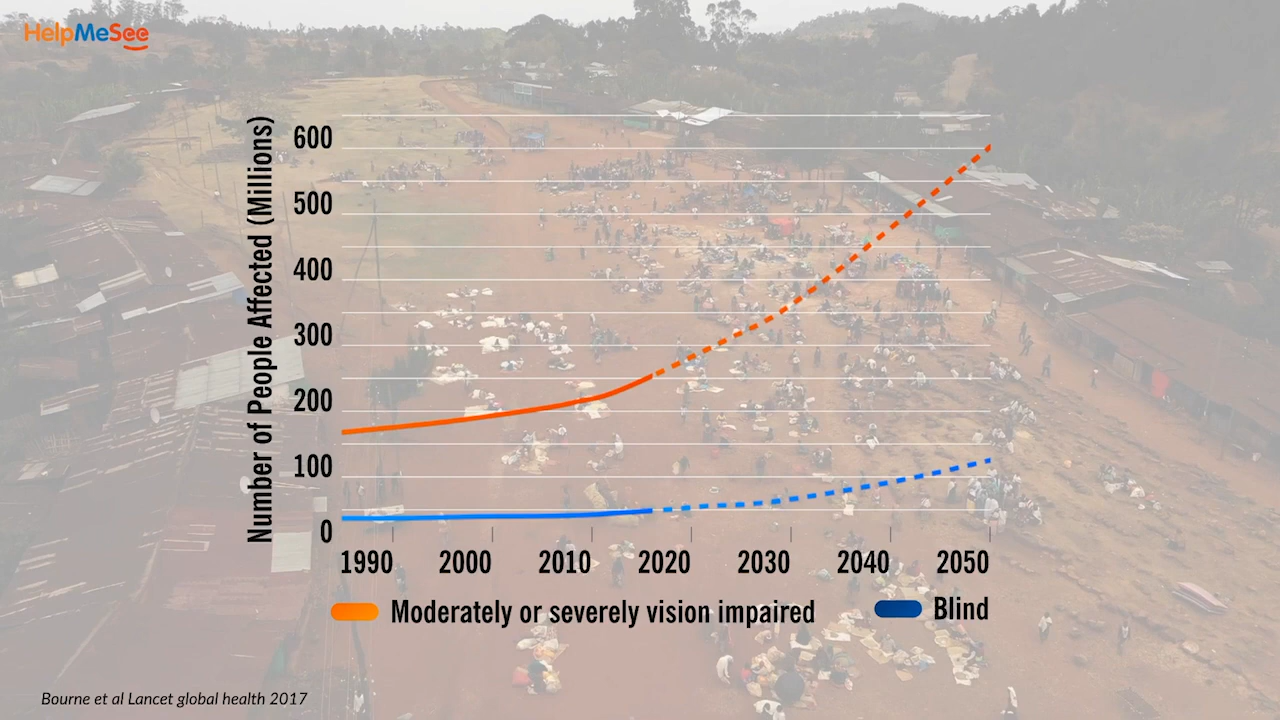 HelpMeSee
Number of People Affected (Millions)
600
500
400
300
200
100
0
1990 2000 2010 2020 2030 2040 2050
Moderately or severely vision impaired
Blind
Bourne et al Lancet global health 2017